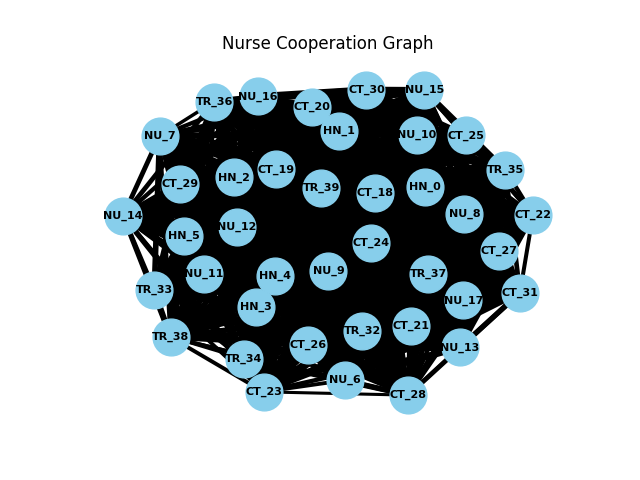 Nurse Cooperation Graph
CT_30
NU_15
NU_16
TR_36
CT_20
HN_1
NU_7
NU_10
CT_25
CT_19
TR_35
HN_2
CT_29
TR_39
CT_18
HN_0
NU_14
NU_8
CT_22
NU_12
HN_5
CT_24
CT_27
NU_11
HN_4
NU_9
TR_37
TR_33
CT_31
NU_17
HN_3
TR_38
TR_32
CT_21
CT_26
NU_13
TR_34
NU_6
CT_23
CT_28